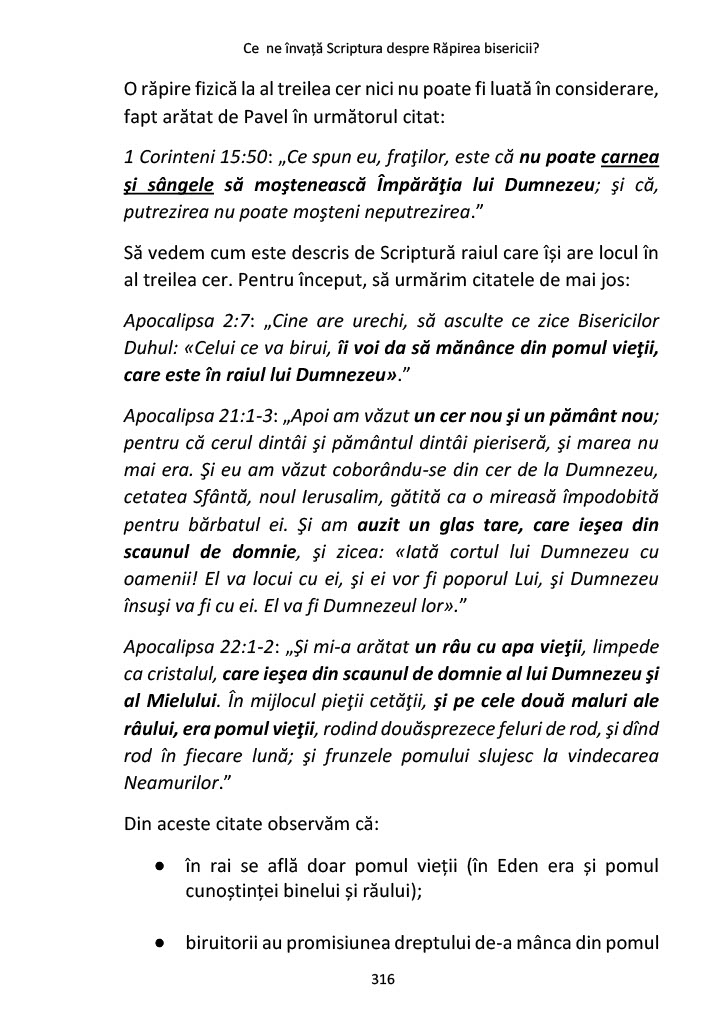 Ce  ne învață Scriptura despre Răpirea bisericii?
O răpire fizică la al treilea cer nici nu poate fi luată în considerare,
fapt arătat de Pavel în următorul citat:
1 Corinteni 15:50: „Ce spun eu, fraţilor, este că nu poate carnea
şi sângele să moştenească Împărăţia lui Dumnezeu; şi că,
putrezirea nu poate moşteni neputrezirea.”
Să vedem cum este descris de Scriptură raiul care își are locul în
al treilea cer. Pentru început, să urmărim citatele de mai jos:
Apocalipsa 2:7: „Cine are urechi, să asculte ce zice Bisericilor
Duhul: «Celui ce va birui, îi voi da să mănânce din pomul vieţii,
care este în raiul lui Dumnezeu».”
Apocalipsa 21:1-3: „Apoi am văzut un cer nou şi un pământ nou;
pentru că cerul dintâi şi pământul dintâi pieriseră, şi marea nu
mai era. Şi eu am văzut coborându-se din cer de la Dumnezeu,
cetatea Sfântă, noul Ierusalim, gătită ca o mireasă împodobită
pentru bărbatul ei. Şi am auzit un glas tare, care ieşea din
scaunul de domnie, şi zicea: «Iată cortul lui Dumnezeu cu
oamenii! El va locui cu ei, şi ei vor fi poporul Lui, şi Dumnezeu
însuşi va fi cu ei. El va fi Dumnezeul lor».”
Apocalipsa 22:1-2: „Şi mi-a arătat un râu cu apa vieţii, limpede
ca cristalul, care ieşea din scaunul de domnie al lui Dumnezeu şi
al Mielului. În mijlocul pieţii cetăţii, şi pe cele două maluri ale
râului, era pomul vieţii, rodind douăsprezece feluri de rod, şi dînd
rod în fiecare lună; şi frunzele pomului slujesc la vindecarea
Neamurilor.”
Din aceste citate observăm că:
● în rai se află doar pomul vieții (în Eden era și pomul
cunoștinței binelui și răului);
● biruitorii au promisiunea dreptului de-a mânca din pomul
316